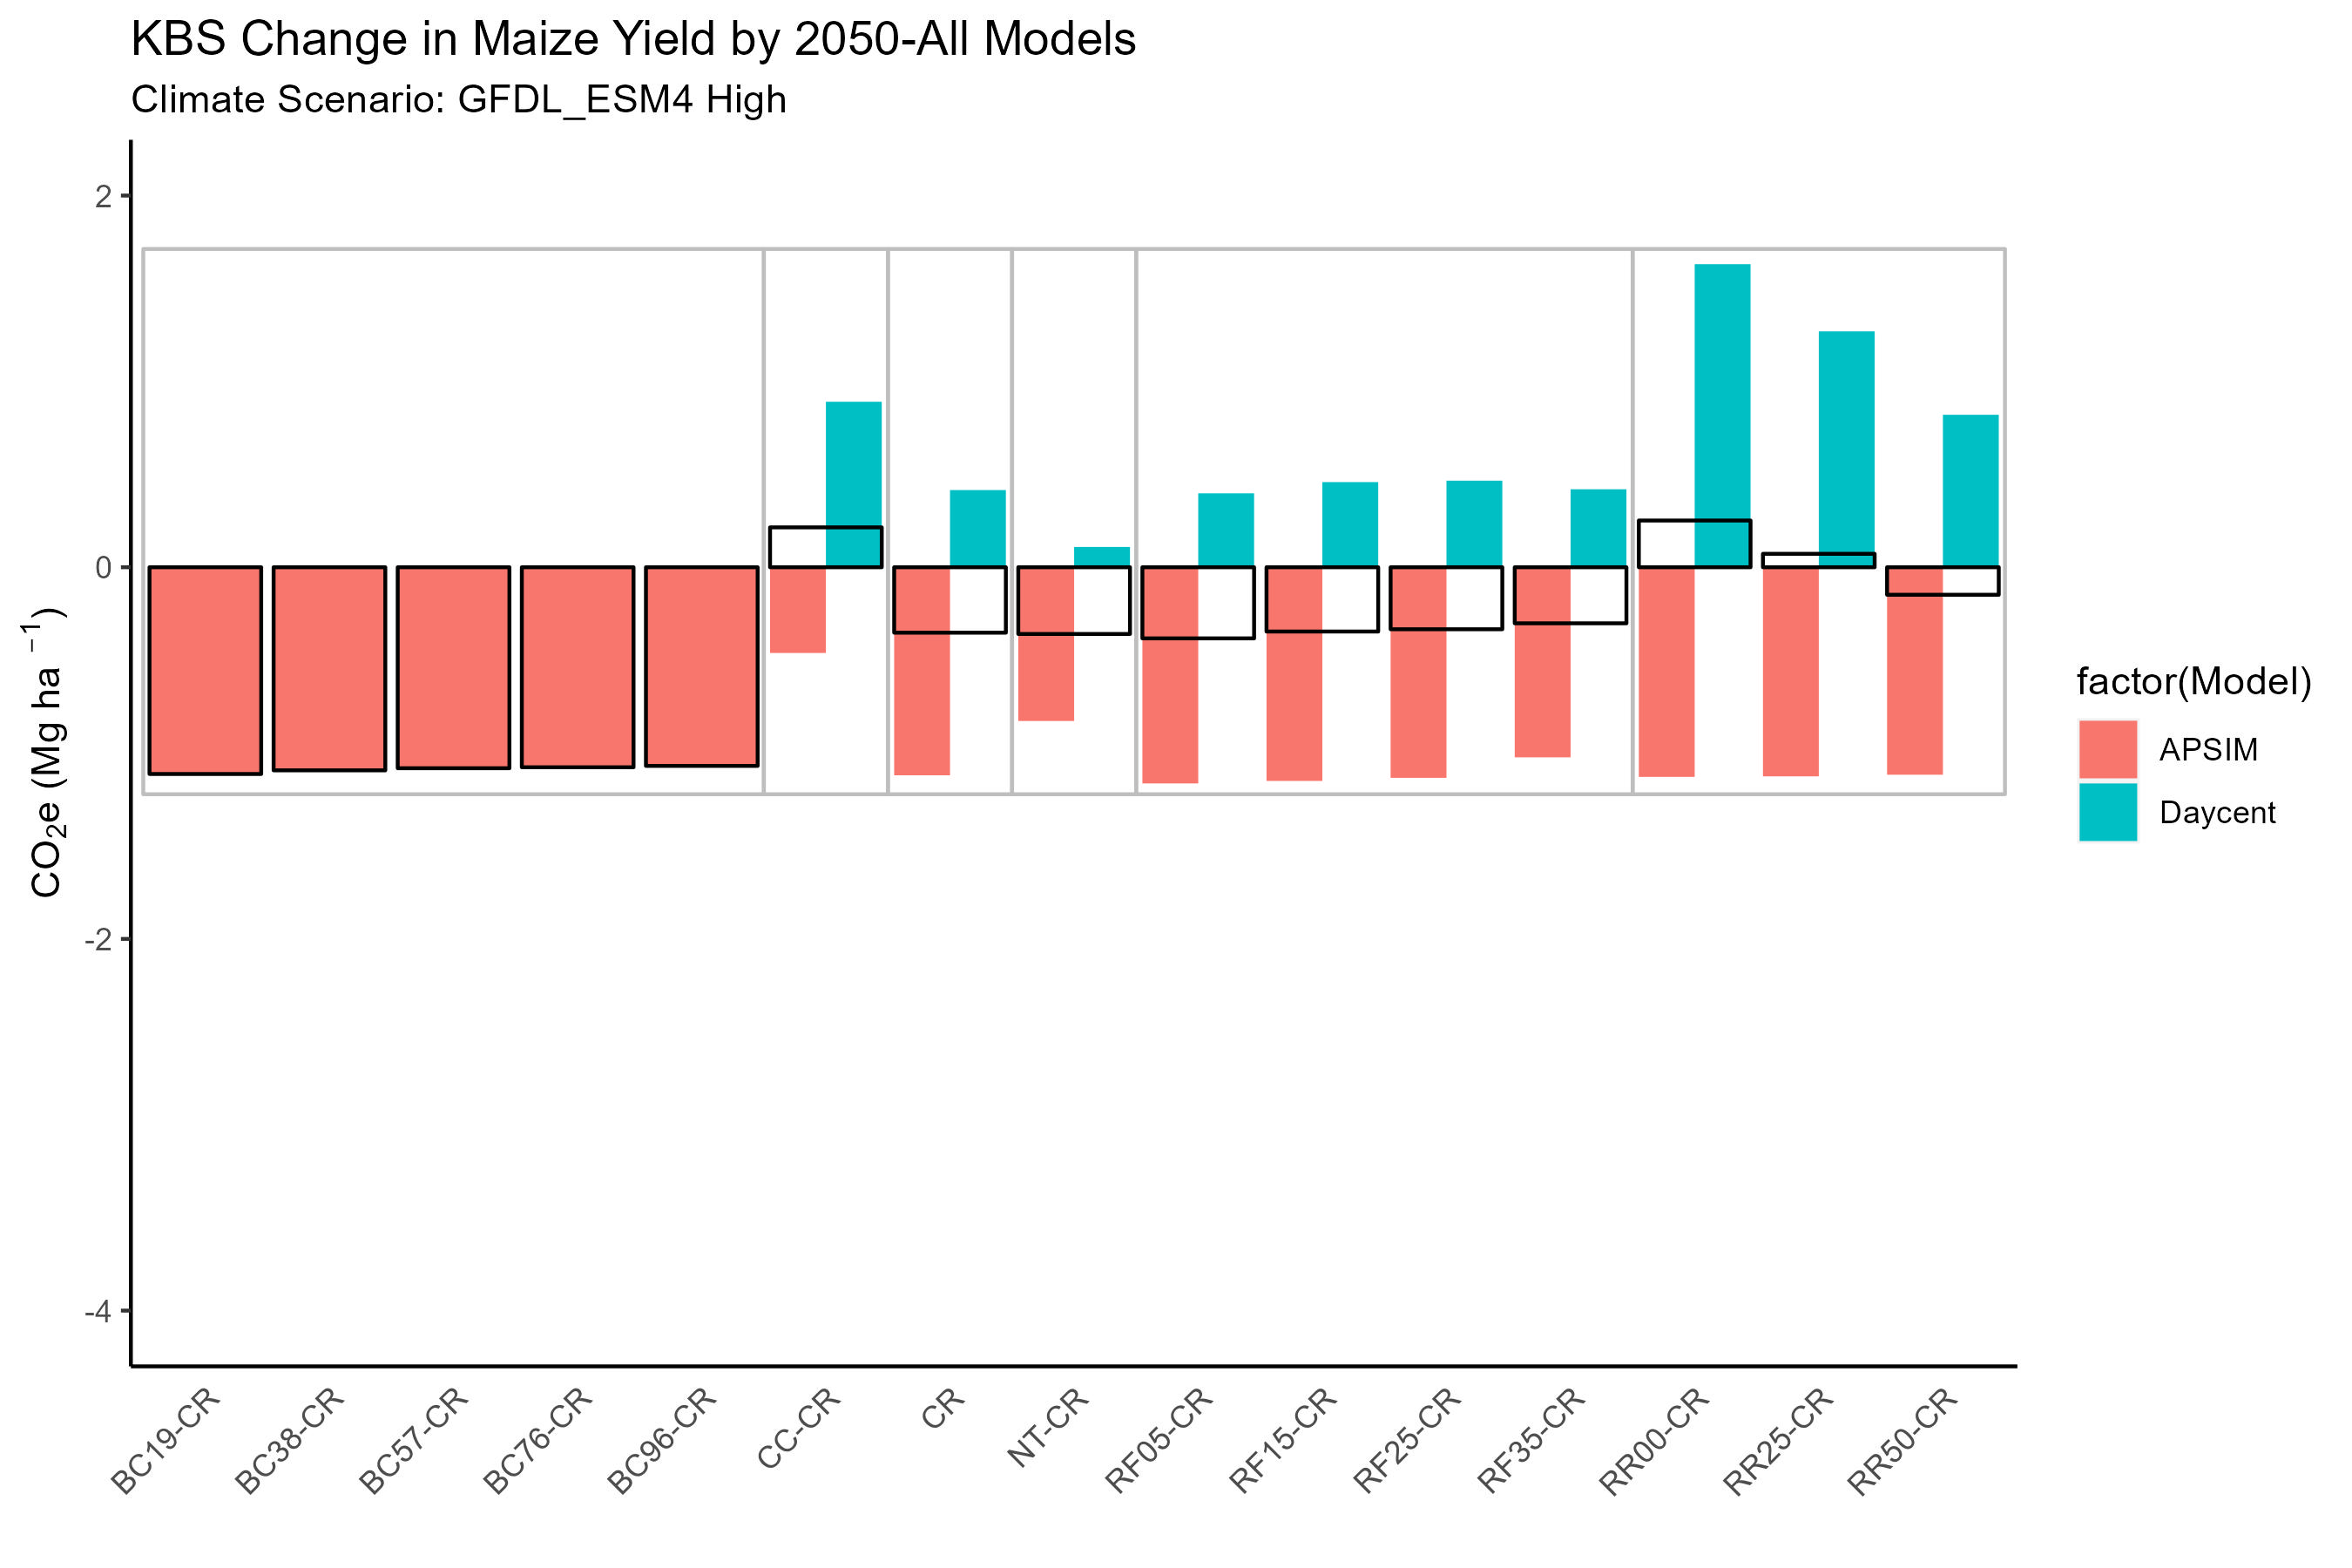 KBS Change in Maize Yield by 2050-All Models
Climate Scenario: GFDL_ESM4 High
2
0
-2
-4
CO₂e (Mg ha ⁻¹)
BC19-CR
BC38-CR
BC57-CR
BC76-CR
BC96-CR
CC-CR
CR
NT-CR
RF05-CR
RF15-CR
RF25-CR
RF35-CR
RR00-CR
RR25-CR
RR50-CR
factor(Model)
APSIM
Daycent